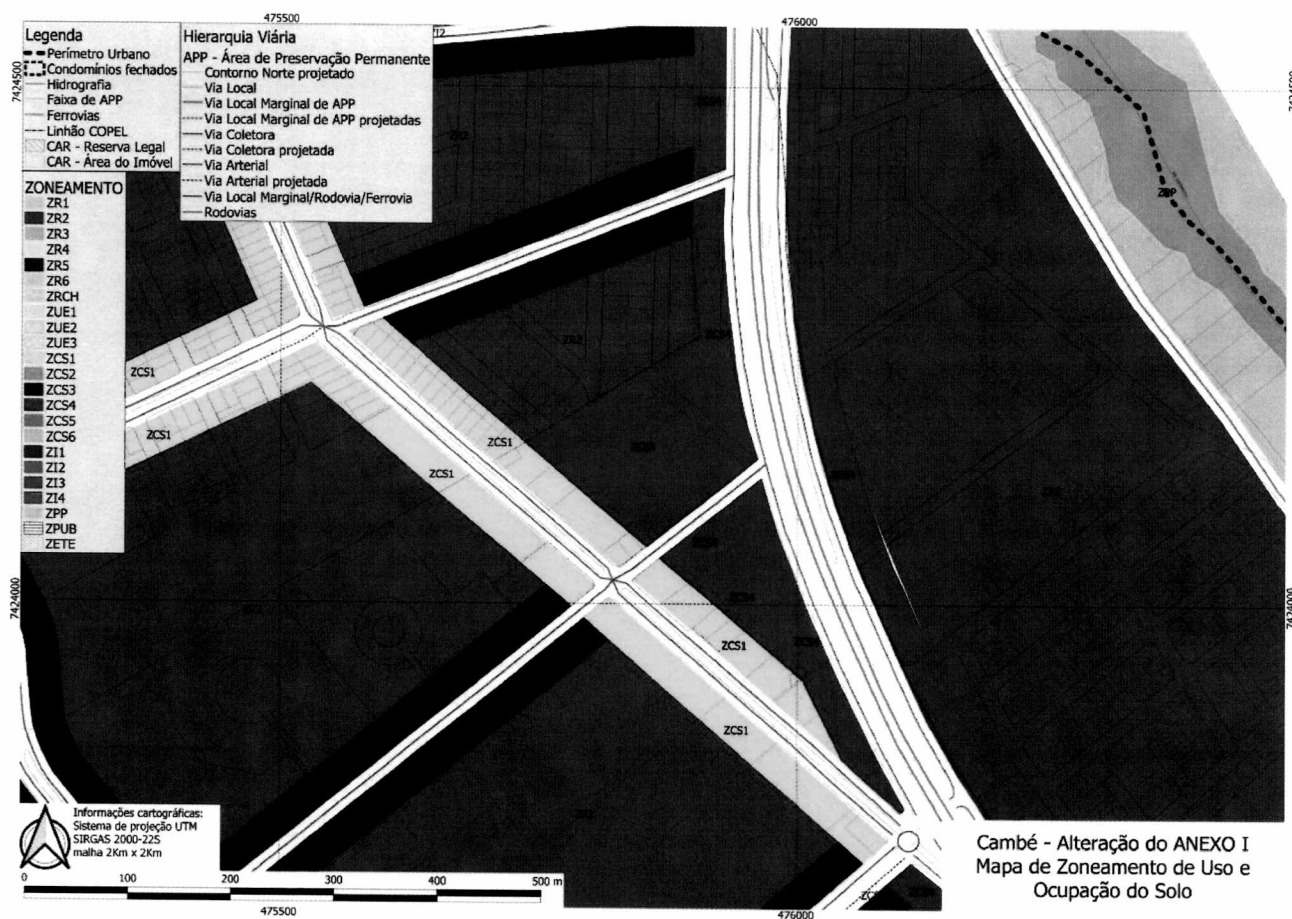 475500
476000
7424500
7424500
Legenda
Perímetro Urbano
Condomínios fechados
Hidrografia
Faixa de APP
Ferrovias
Linhão COPEL
CAR - Reserva Legal
CAR - Área do Imóvel
Hierarquia Viária
APP - Área de Preservação Permanente
Contorno Norte projetado
Via Local
Via Local Marginal de APP
Via Local Marginal de APP projetadas
Via Coletora
Via Coletora projetada
Via Arterial
Via Arterial projetada
Via Local Marginal/Rodovia/Ferrovia
Rodovias
ZONEAMENTO
ZR1
ZR2
ZR3
ZR4
ZR5
ZR6
ZRCH
ZUE1
ZUE2
ZUE3
ZCS1
ZCS2
ZCS3
ZCS4
ZCS5
ZCS6
ZI1
ZI2
ZI3
ZI4
ZPP
ZPUB
ZETE
ZI2
ZR2
ZPP
ZR2
ZCS1
ZCS1
ZCS1
ZCS1
ZCS1
ZCS1
7424000
7424000
Informações cartográficas:
Sistema de projeção UTM
SIRGAS 2000-22S
malha 2Km x 2Km
0 100 200 300 400 500 m
475500
476000
Cambé - Alteração do ANEXO I
Mapa de Zoneamento de Uso e
Ocupação do Solo